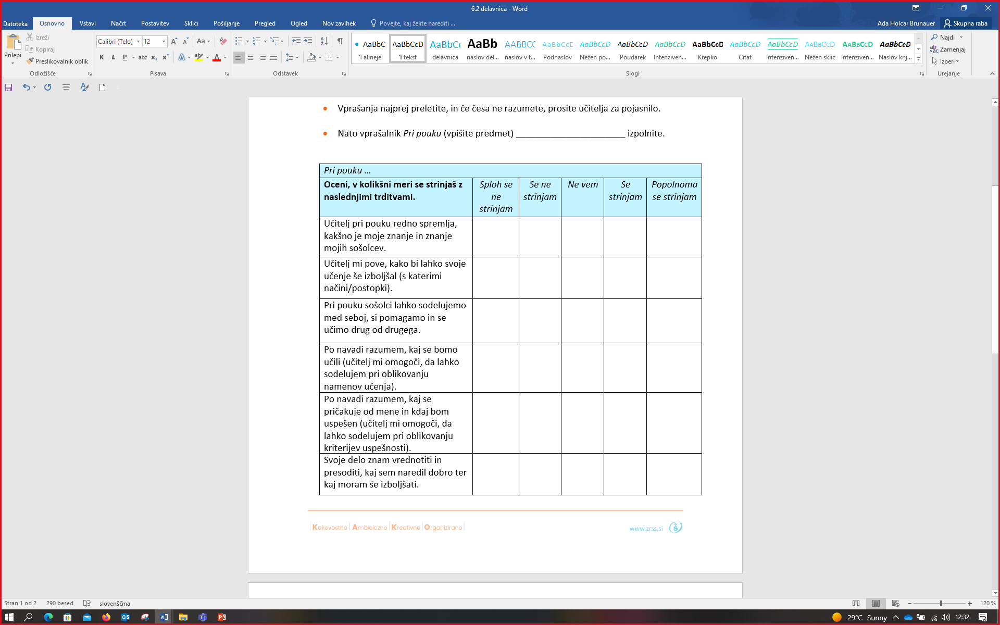 6.2 delavnica - Word
Datoteka Osnovno Vstavi Načrt Postavitev Sklici Pošiljanje Pregled Ogled Nov zavihek Povejte, kaj želite narediti ... Ada Holcar Brunauer Skupna raba
Prilepi
Izreži
Kopiraj
Preslikovalnik oblik
Odložišče
Calibri (Telo) 12
K L P abc x₂ x²
Pisava
Odstavek
AaBbC AaBbCcD AaBbCc AaBb AABBCC AaBbCcD AaBbCcD AaBbCcD AaBbCcD AaBbCcD AaBbCcD AaBbCcD AABBCCD AABBCCD AaBbCcD
¶ alineje ¶ tekst delavnica naslov del... naslov v t... Podnaslov Nežen po... Poudarek Intenziven... Krepko Citat Intenziven... Nežen sklic Intenziven... Naslov knj...
Slogi
Najdi
Zamenjaj
Izberi
Urejanje
• Vprašanja najprej preletite, in če česa ne razumete, prosite učitelja za pojasnilo.
• Nato vprašalnik Pri pouku (vpišite predmet) ______________________ izpolnite.
Pri pouku ...
Oceni, v kolikšni meri se strinjaš z
naslednjimi trditvami.
Sploh se
ne
strinjam
Se ne
strinjam
Ne vem
Se
strinjam
Popolnoma
se strinjam
Učitelj pri pouku redno spremlja,
kakšno je moje znanje in znanje
mojih sošolcev.
Učitelj mi pove, kako bi lahko svoje
učenje še izboljšal (s katerimi
načini/postopki).
Pri pouku sošolci lahko sodelujemo
med seboj, si pomagamo in se
učimo drug od drugega.
Po navadi razumem, kaj se bomo
učili (učitelj mi omogoči, da lahko
sodelujem pri oblikovanju
namenov učenja).
Po navadi razumem, kaj se
pričakuje od mene in kdaj bom
uspešen (učitelj mi omogoči, da
lahko sodelujem pri oblikovanju
kriterijev uspešnosti).
Svoje delo znam vrednotiti in
presoditi, kaj sem naredil dobro ter
kaj moram še izboljšati.
| Kakovostno | Ambiciozno | Kreativno | Organizirano |
www.zrss.si š
Stran 1 od 2 290 besed slovenščina 120 %
29°C Sunny 12:32